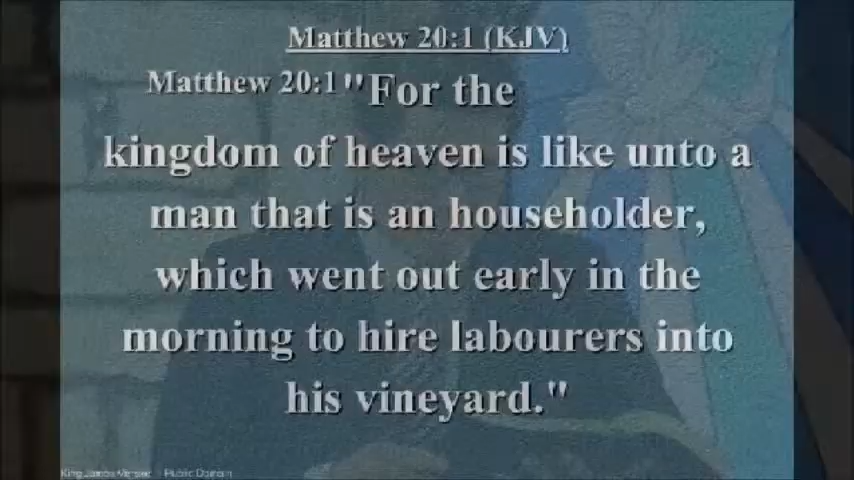 Matthew 20:1 (KJV)
Matthew 20:1 "For the
kingdom of heaven is like unto a
man that is an householder,
which went out early in the
morning to hire labourers into
his vineyard."
King James Version Public Domain